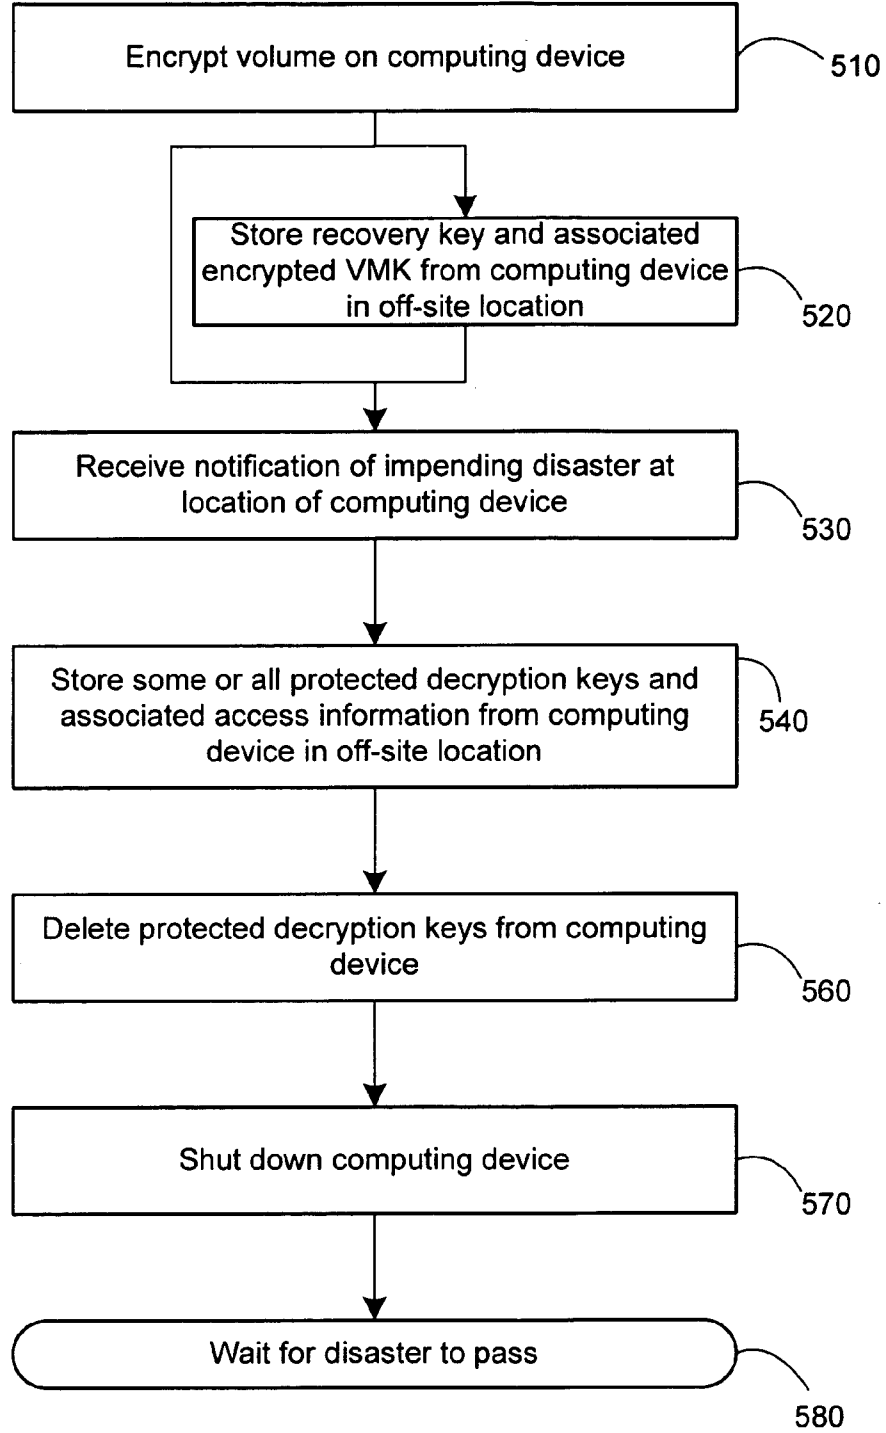 Encrypt volume on computing device
510
Store recovery key and associated
encrypted VMK from computing device
in off-site location
520
Receive notification of impending disaster at
location of computing device
530
Store some or all protected decryption keys and
associated access information from computing
device in off-site location
540
Delete protected decryption keys from computing
device
560
Shut down computing device
570
Wait for disaster to pass
580